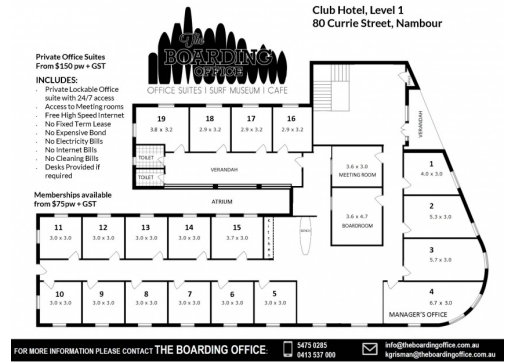 Club Hotel, Level 1
80 Currie Street, Nambour
The
BOARDING
OFFICE
OFFICE SUITES | SURF MUSEUM | CAFE
Private Office Suites
From $150 pw + GST
INCLUDES:
· Private Lockable Office
suite with 24/7 access
· Access to Meeting rooms
· Free High Speed Internet
· No Fixed Term Lease
· No Expensive Bond
· No Electricity Bills
· No Internet Bills
· No Cleaning Bills
· Desks Provided if
required
Memberships available
from $75pw + GST
19
3.8 x 3.2
18
2.9 x 3.2
17
2.9 x 3.2
16
2.9 x 3.2
TOILET
TOILET
VERANDAH
ATRIUM
VERANDAH
3.6 x 3.0
MEETING ROOM
3.6 x 4.7
BOARDROOM
1
4.0 x 3.0
2
5.3 x 3.0
3
5.7 x 3.0
4
6.7 x 3.0
MANAGER'S OFFICE
11
3.0 x 3.0
12
3.0 x 3.0
13
3.0 x 3.0
14
3.0 x 3.0
15
3.7 x 3.0
Kitchen
10
3.0 x 3.0
9
3.0 x 3.0
8
3.0 x 3.0
7
3.0 x 3.0
6
3.0 x 3.0
5
3.0 x 3.0
FOR MORE INFORMATION PLEASE CONTACT THE BOARDING OFFICE:
5475 0285
0413 537 000
info@theboardingoffice.com.au
kgrisman@theboardingoffice.com.au